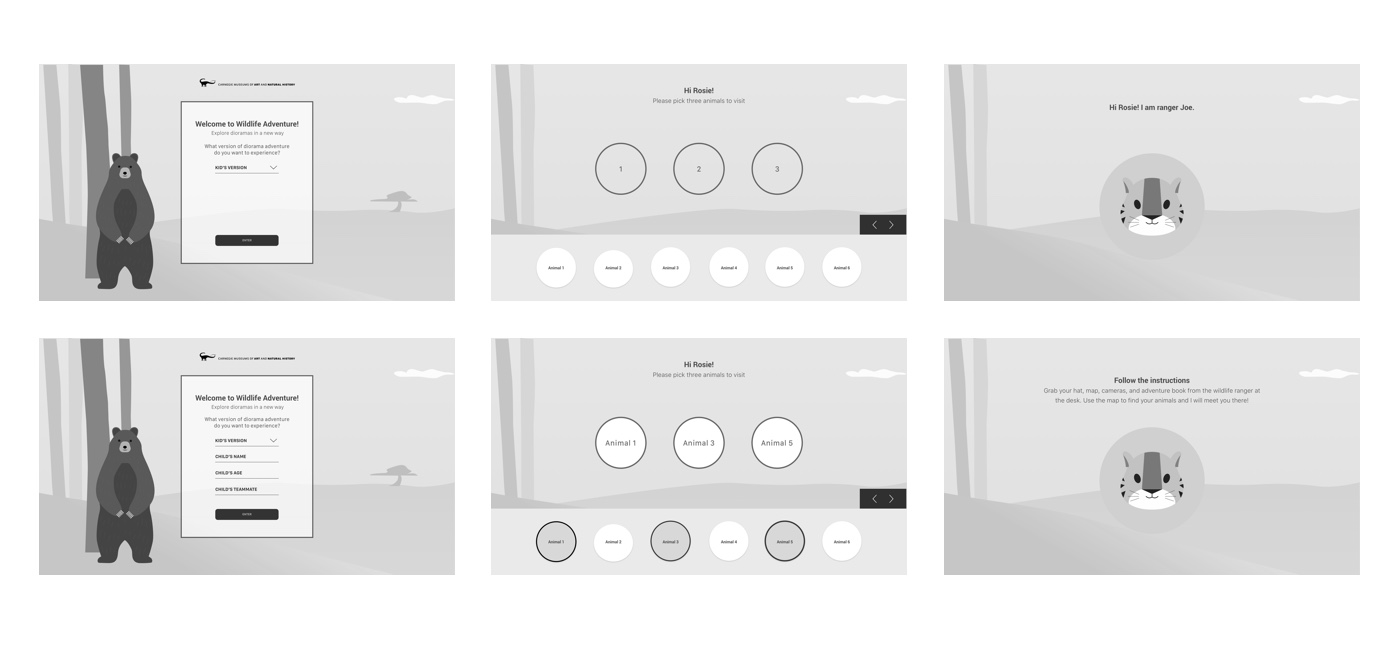 CARNEGIE MUSEUMS OF ART AND NATURAL HISTORY
Welcome to Wildlife Adventure!
Explore dioramas in a new way
What version of diorama adventure
do you want to experience?
KID'S VERSION
ENTER
Hi Rosie!
Please pick three animals to visit
1
2
3
Animal 1
Animal 2
Animal 3
Animal 4
Animal 5
Animal 6
Hi Rosie! I am ranger Joe.
CARNEGIE MUSEUMS OF ART AND NATURAL HISTORY
Welcome to Wildlife Adventure!
Explore dioramas in a new way
What version of diorama adventure
do you want to experience?
KID'S VERSION
CHILD'S NAME
CHILD'S AGE
CHILD'S TEAMMATE
ENTER
Hi Rosie!
Please pick three animals to visit
Animal 1
Animal 3
Animal 5
Animal 1
Animal 2
Animal 3
Animal 4
Animal 5
Animal 6
Follow the instructions
Grab your hat, map, cameras, and adventure book from the wildlife ranger at
the desk. Use the map to find your animals and I will meet you there!